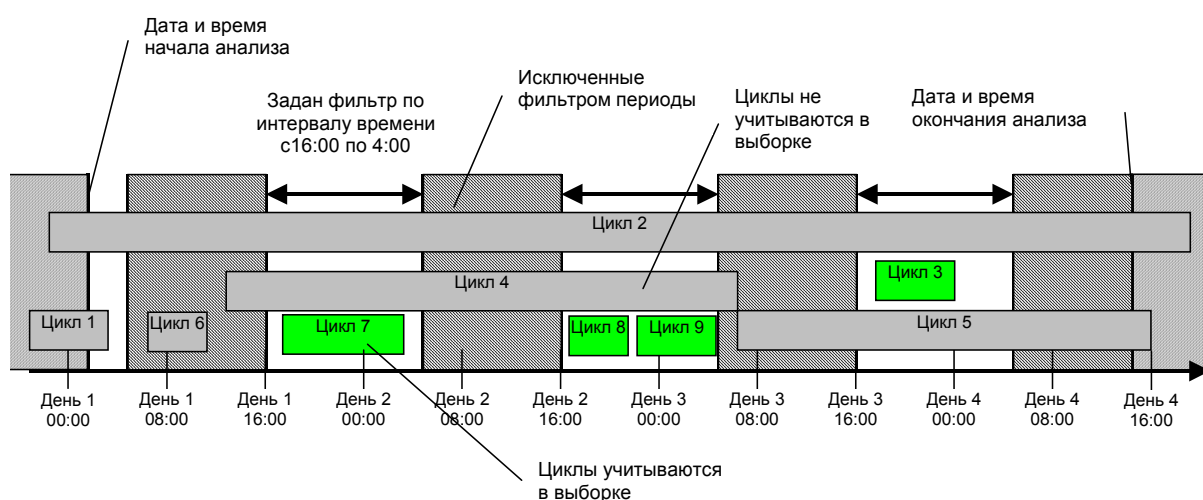 Дата и время
начала анализа
Задан фильтр по
интервалу времени
с16:00 по 4:00
Исключенные
фильтром периоды
Циклы не
учитываются в
выборке
Дата и время
окончания анализа
Цикл 2
Цикл 4
Цикл 3
Цикл 1
Цикл 6
Цикл 7
Цикл 8
Цикл 9
Цикл 5
День 1
00:00
День 1
08:00
День 1
16:00
День 2
00:00
День 2
08:00
День 2
16:00
День 3
00:00
День 3
08:00
День 3
16:00
День 4
00:00
День 4
08:00
День 4
16:00
Циклы учитываются
в выборке